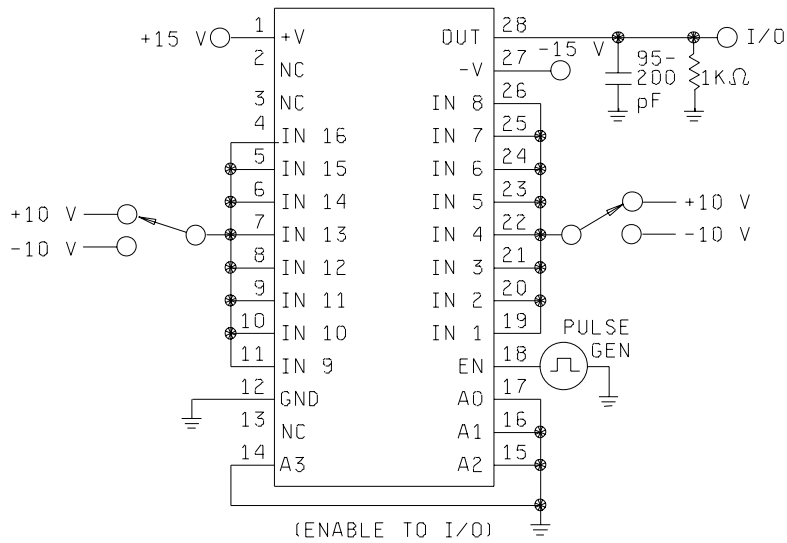 1 28
+15 V +V OUT I/O
2 27 -15 V
NC -V
95-
200
pF
1KΩ
3 26
NC IN 8
4 25
IN 16 IN 7
5 24
IN 15 IN 6
6 23
IN 14 IN 5
7 22
+10 V IN 13 IN 4 +10 V
-10 V -10 V
8 21
IN 12 IN 3
9 20
IN 11 IN 2
10 19
IN 10 IN 1
PULSE
GEN
11 18
IN 9 EN
12 17
GND A0
13 16
NC A1
14 15
A3 A2
(ENABLE TO I/O)